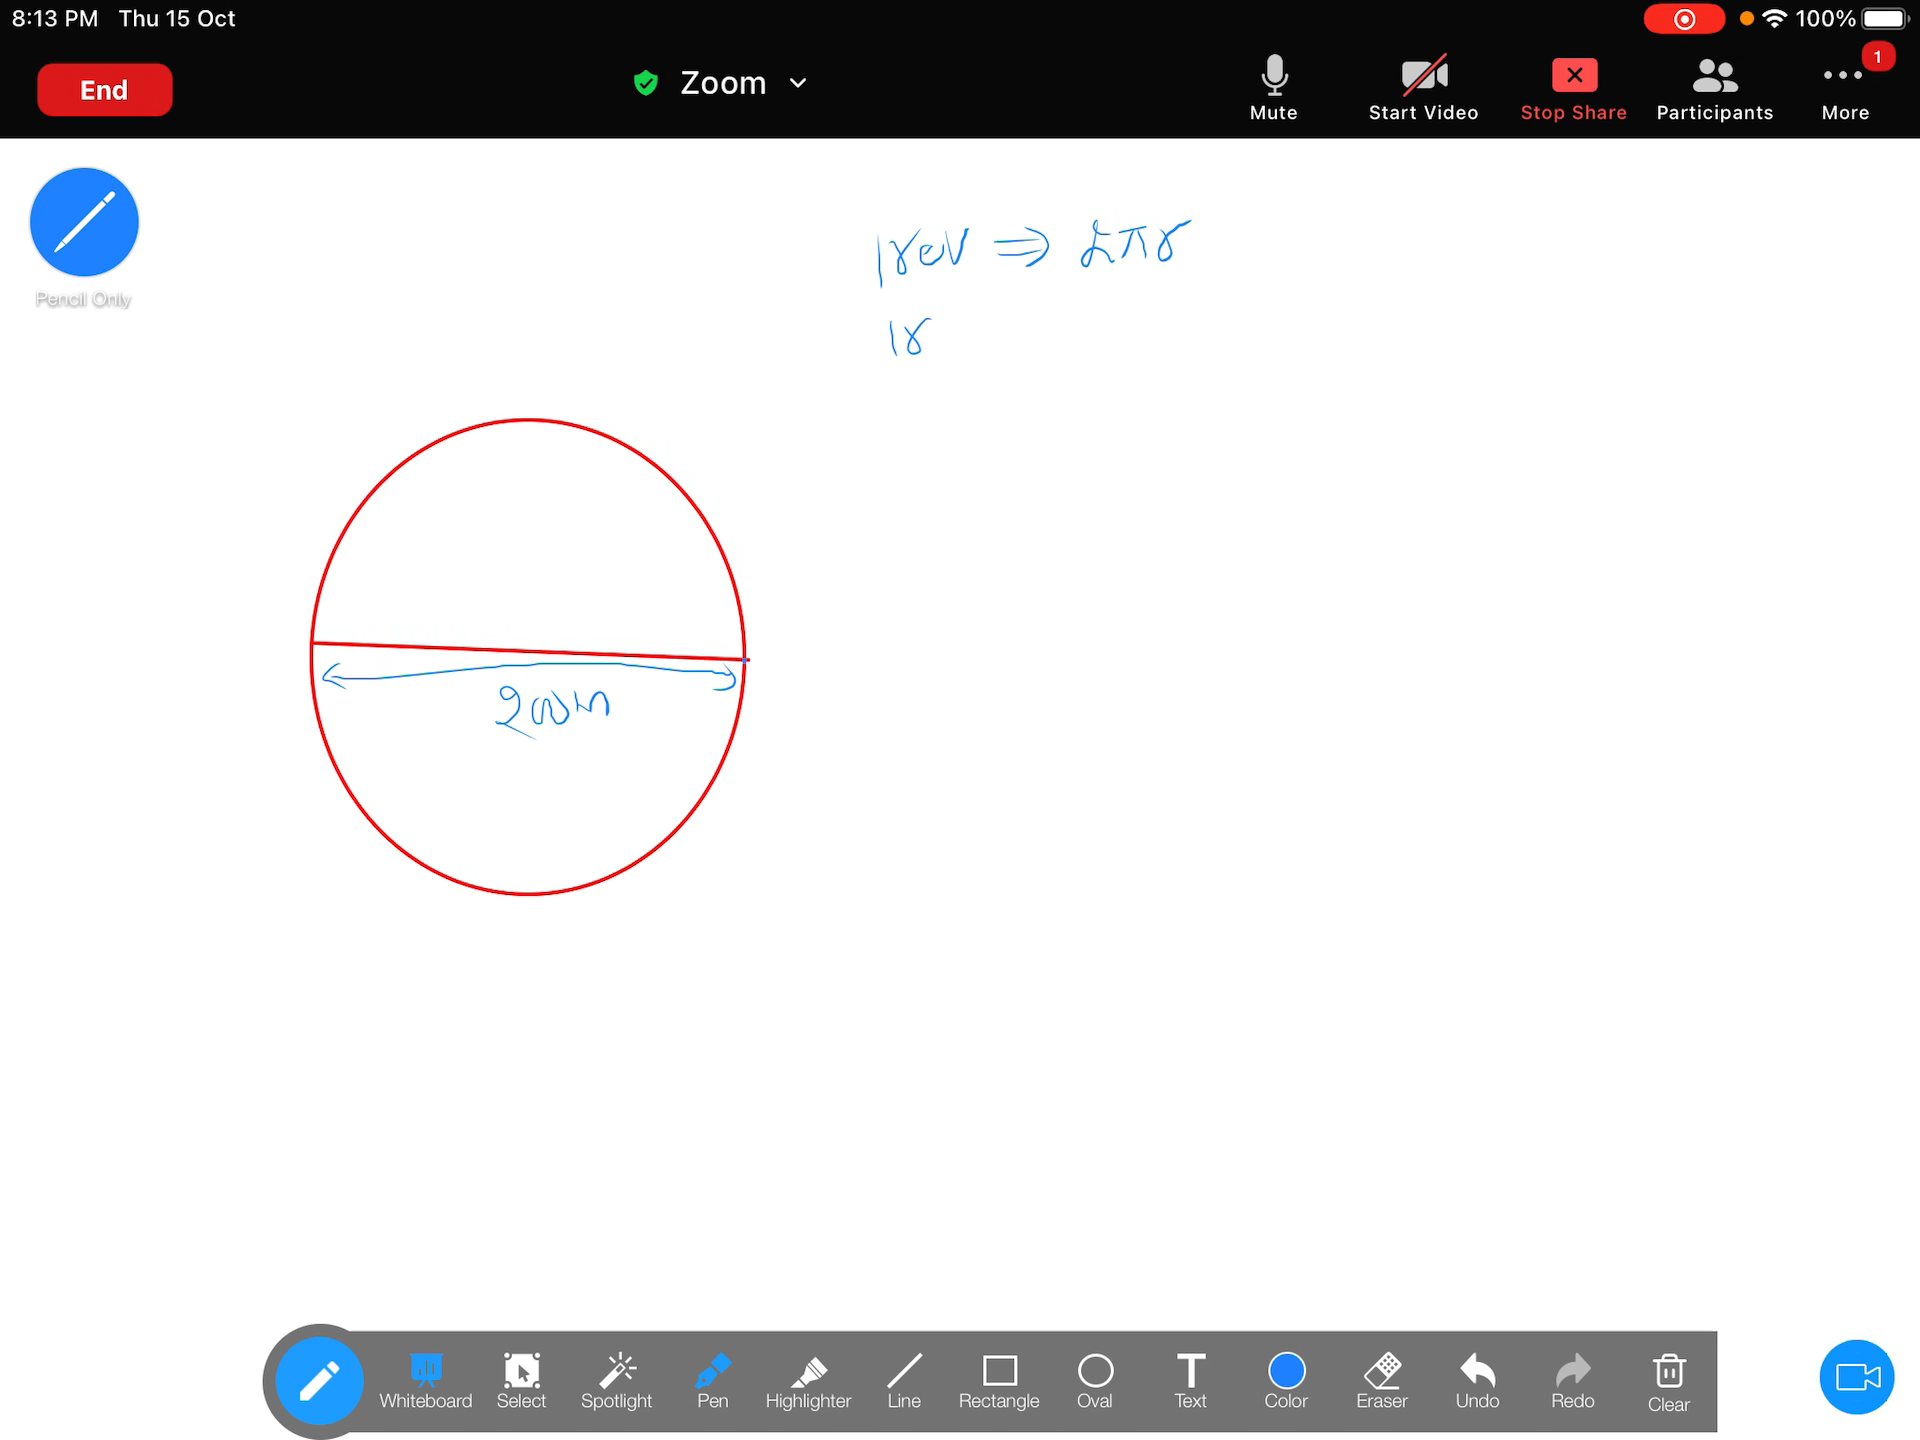 8:13 PM Thu 15 Oct
100%
End
Zoom
Mute
Start Video
Stop Share
Participants
More
1
Pencil Only
1rev ⇒ 2πr
1r
200m
Whiteboard
Select
Spotlight
Pen
Highlighter
Line
Rectangle
Oval
Text
Color
Eraser
Undo
Redo
Clear